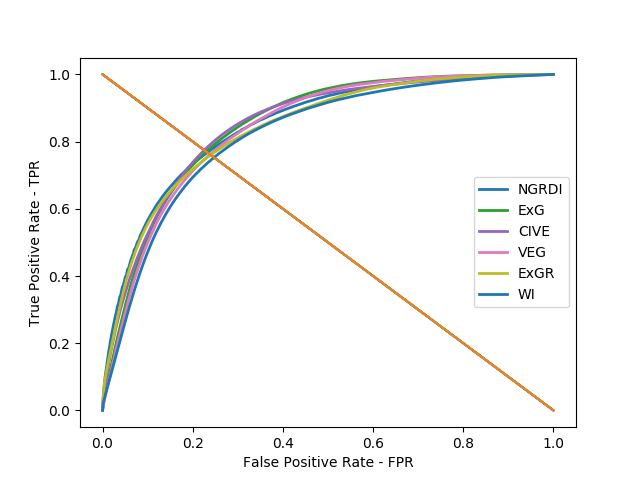 1.0
0.8
0.6
0.4
0.2
0.0
True Positive Rate - TPR
NGRDI
ExG
CIVE
VEG
ExGR
WI
0.0 0.2 0.4 0.6 0.8 1.0
False Positive Rate - FPR